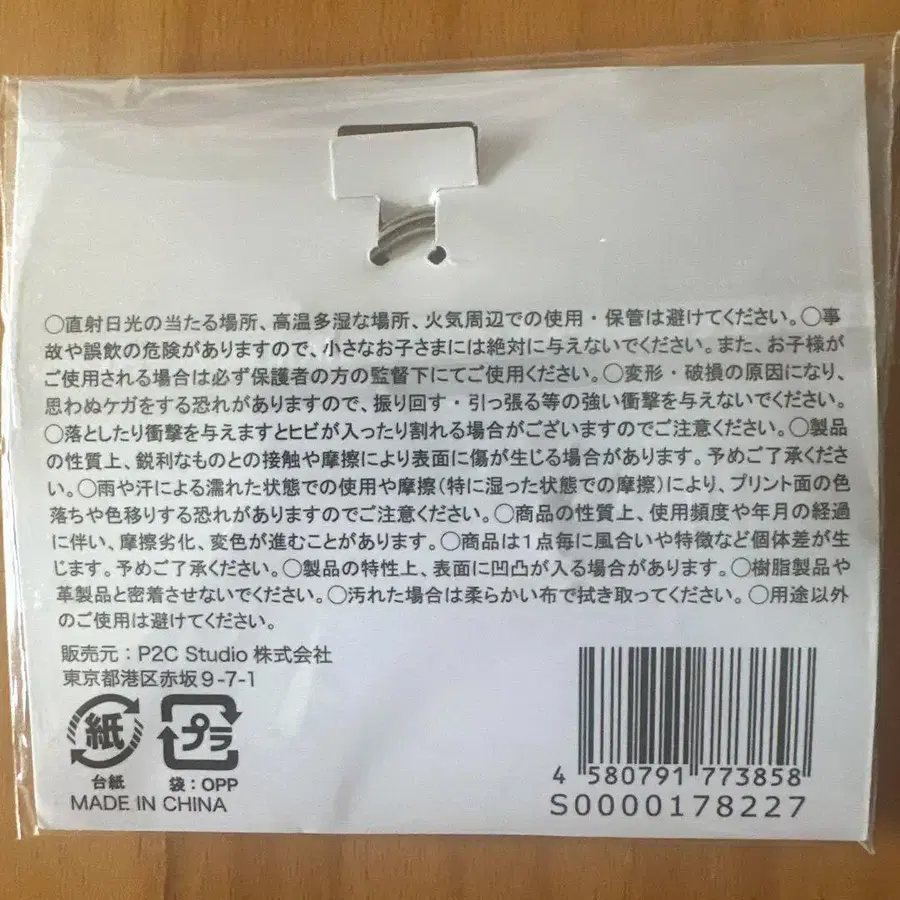 〇直射日光の当たる場所、高温多湿な場所、火気周辺での使用・保管は避けてください。〇事
故や誤飲の危険がありますので、小さなお子さまには絶対に与えないでください。また、お子様が
ご使用される場合は必ず保護者の方の監督下にてご使用ください。〇変形・破損の原因になり、
思わぬケガをする恐れがありますので、振り回す・引っ張る等の強い衝撃を与えないでください。
〇落としたり衝撃を与えますとヒビが入ったり割れる場合がございますのでご注意ください。〇製品
の性質上、鋭利なものとの接触や摩擦により表面に傷が生じる場合があります。予めご了承くださ
い。〇雨や汗による濡れた状態での使用や摩擦(特に湿った状態での摩擦)により、プリント面の色
落ちや色移りする恐れがありますのでご注意ください。〇商品の性質上、使用頻度や年月の経過
に伴い、摩擦劣化、変色が進むことがあります。〇商品は1点毎に風合いや特徴など個体差が生
じます。予めご了承ください。〇製品の特性上、表面に凹凸が入る場合があります。〇樹脂製品や
革製品と密着させないでください。〇汚れた場合は柔らかい布で拭き取ってください。〇用途以外
のご使用は避けてください。
販売元:P2C Studio 株式会社
東京都港区赤坂9-7-1
紙 プラ
台紙 袋:OPP
MADE IN CHINA
4 580791 773858
S0000178227